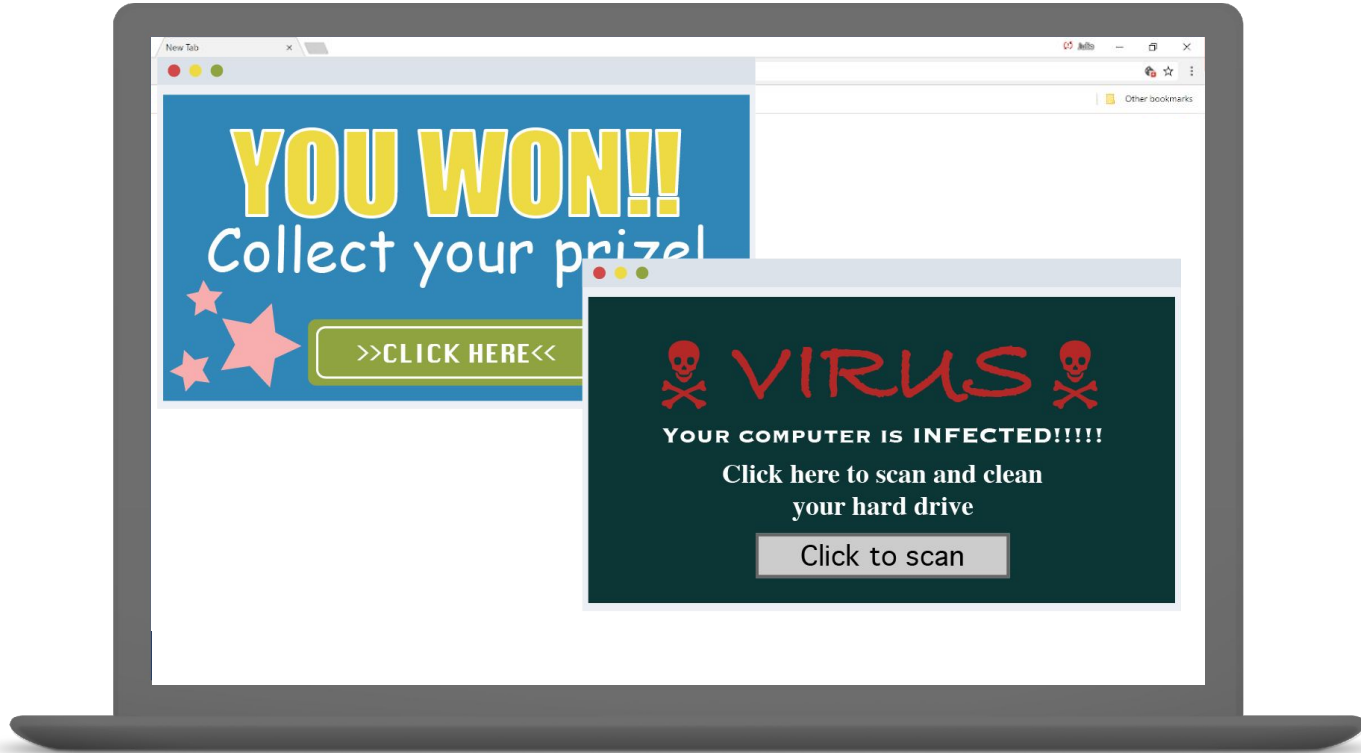 New Tab
Other bookmarks
YOU WON!!
Collect your prize!
>>CLICK HERE<<
VIRUS
YOUR COMPUTER IS INFECTED!!!!!
Click here to scan and clean
your hard drive
Click to scan